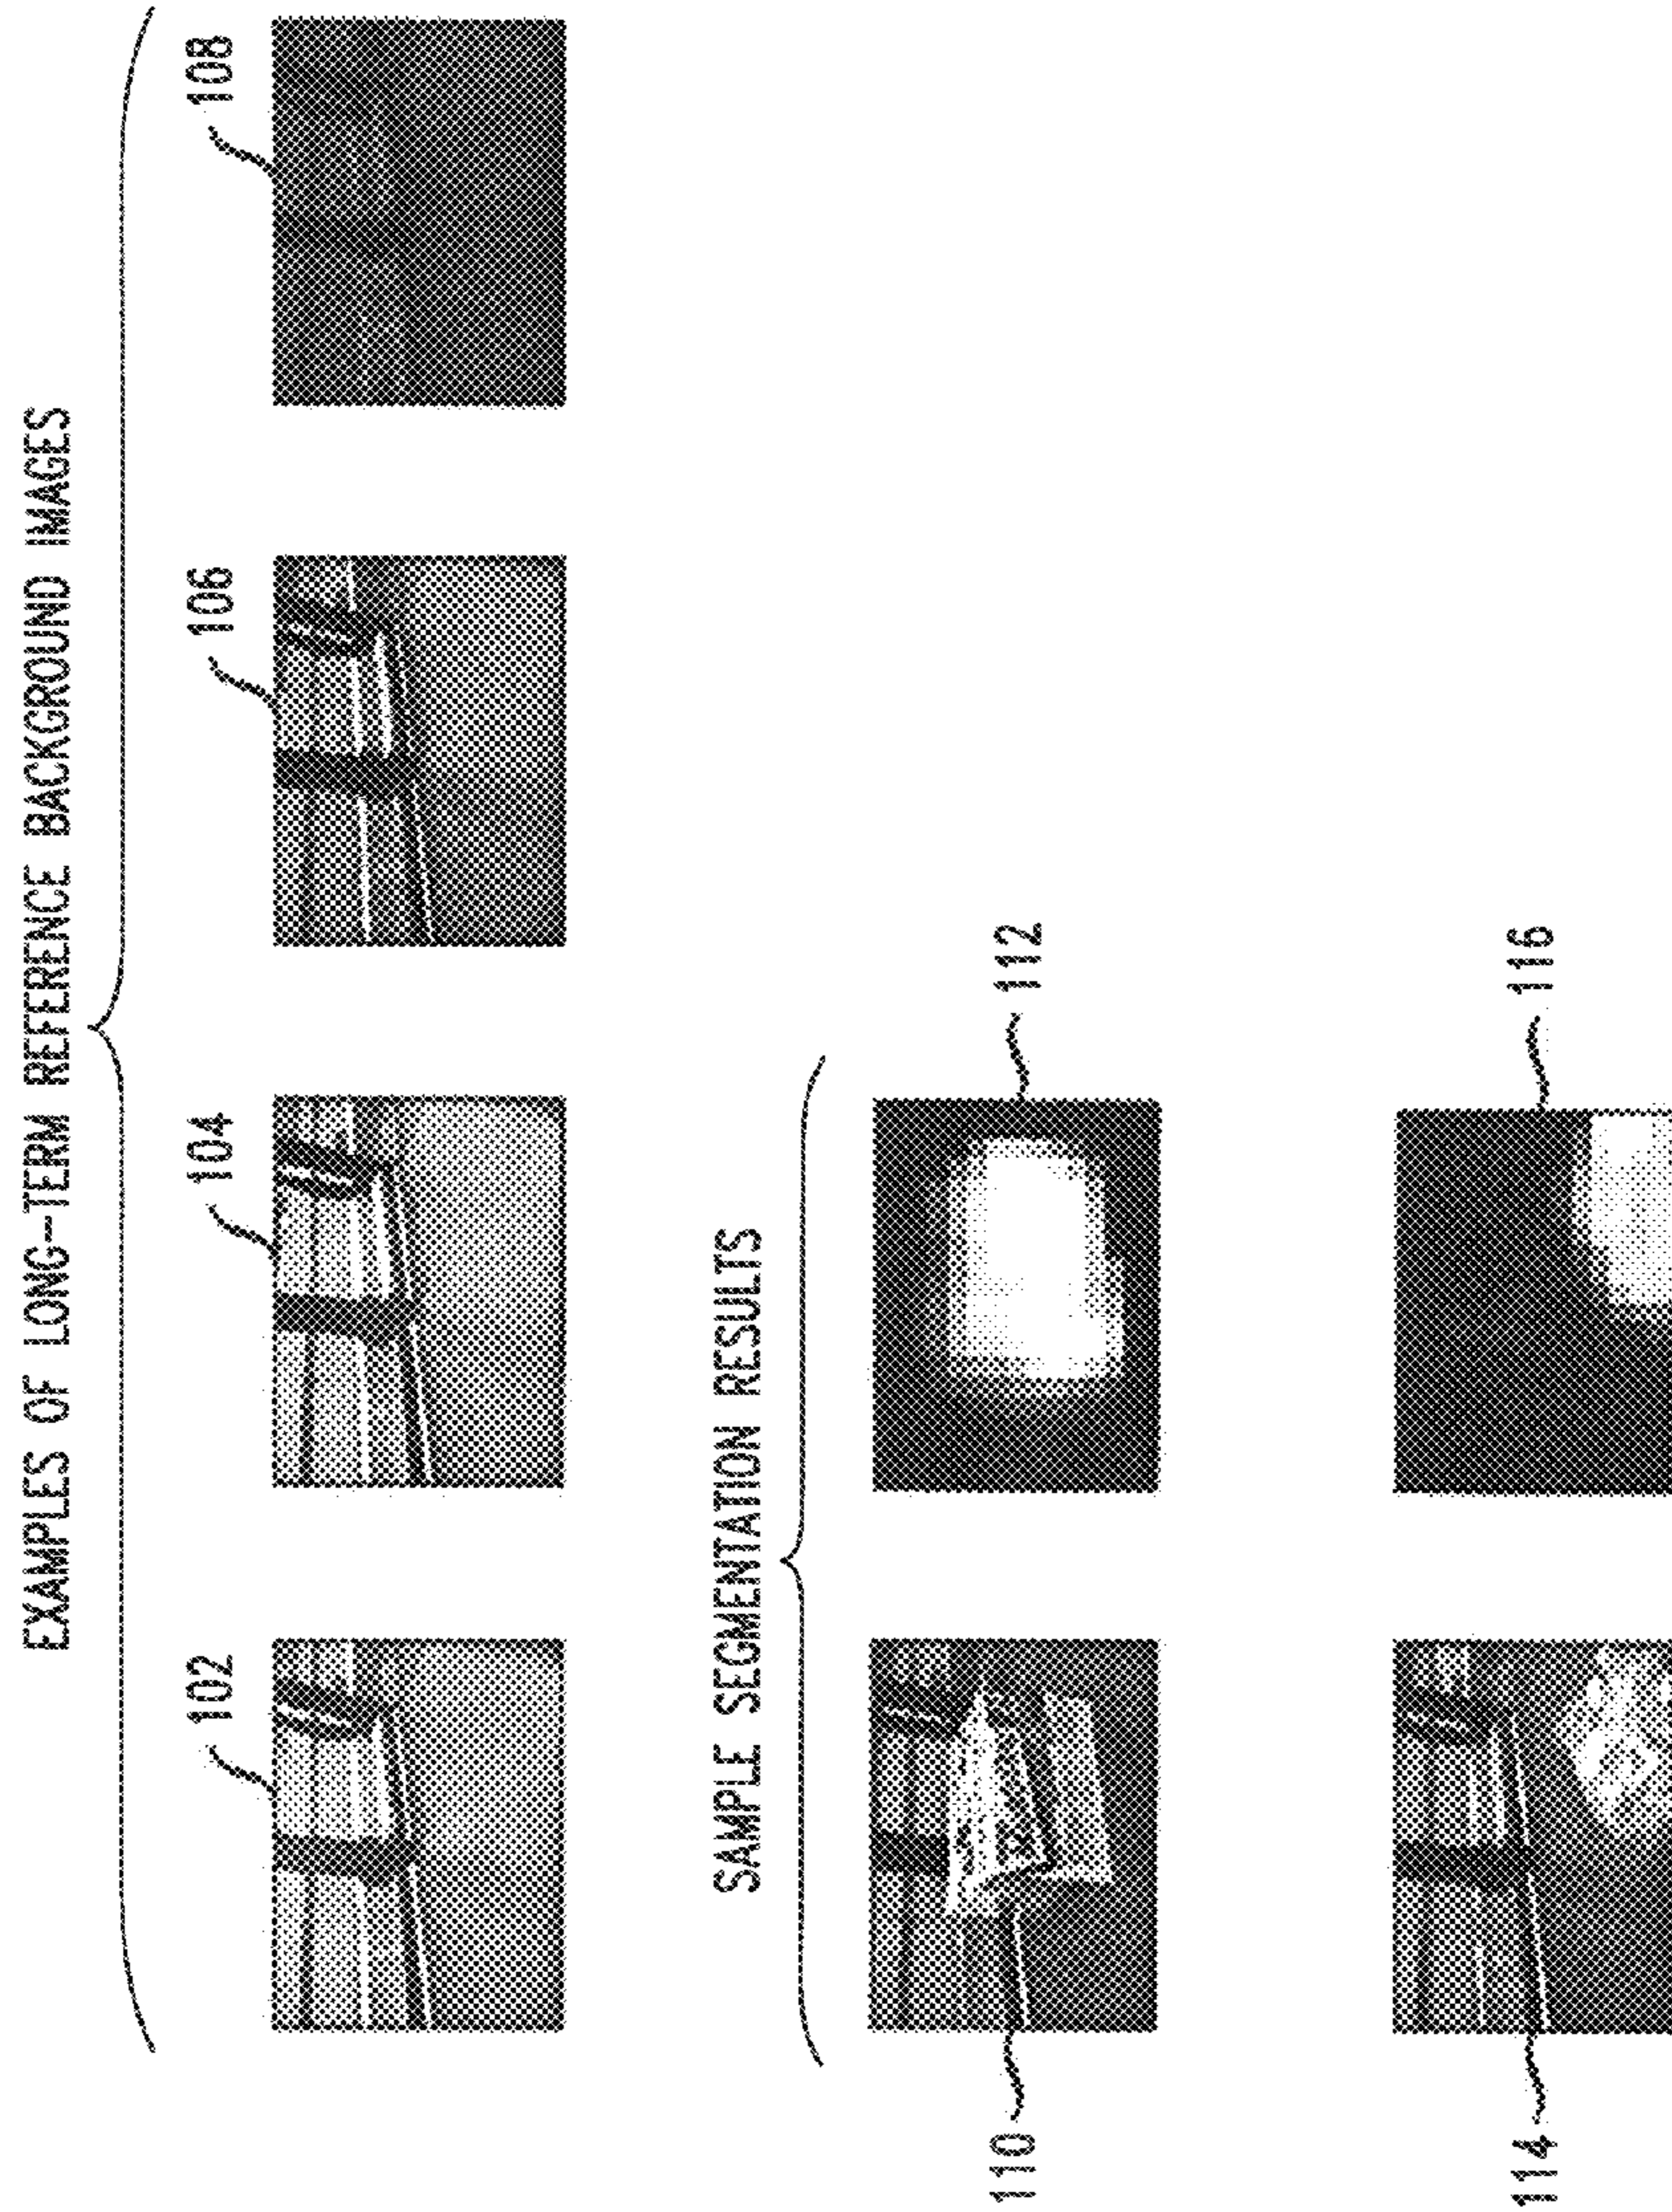 EXAMPLES OF LONG-TERM REFERENCE BACKGROUND IMAGES
102 104 106 108
SAMPLE SEGMENTATION RESULTS
110 112
114 116